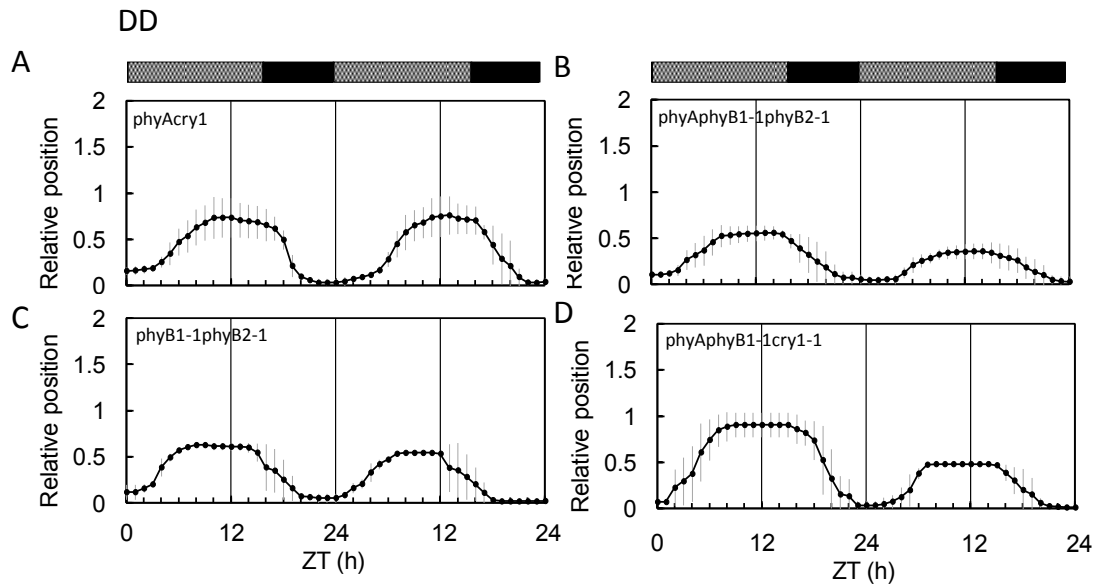 DD
A
B
2
1.5
1
0.5
0
Relative position
phyAcry1
2
1.5
1
0.5
0
Relative position
phyAphyB1-1phyB2-1
C
D
2
1.5
1
0.5
0
Relative position
phyB1-1phyB2-1
0 12 24 12 24
ZT (h)
2
1.5
1
0.5
0
Relative position
phyAphyB1-1cry1-1
0 12 24 12 24
ZT (h)